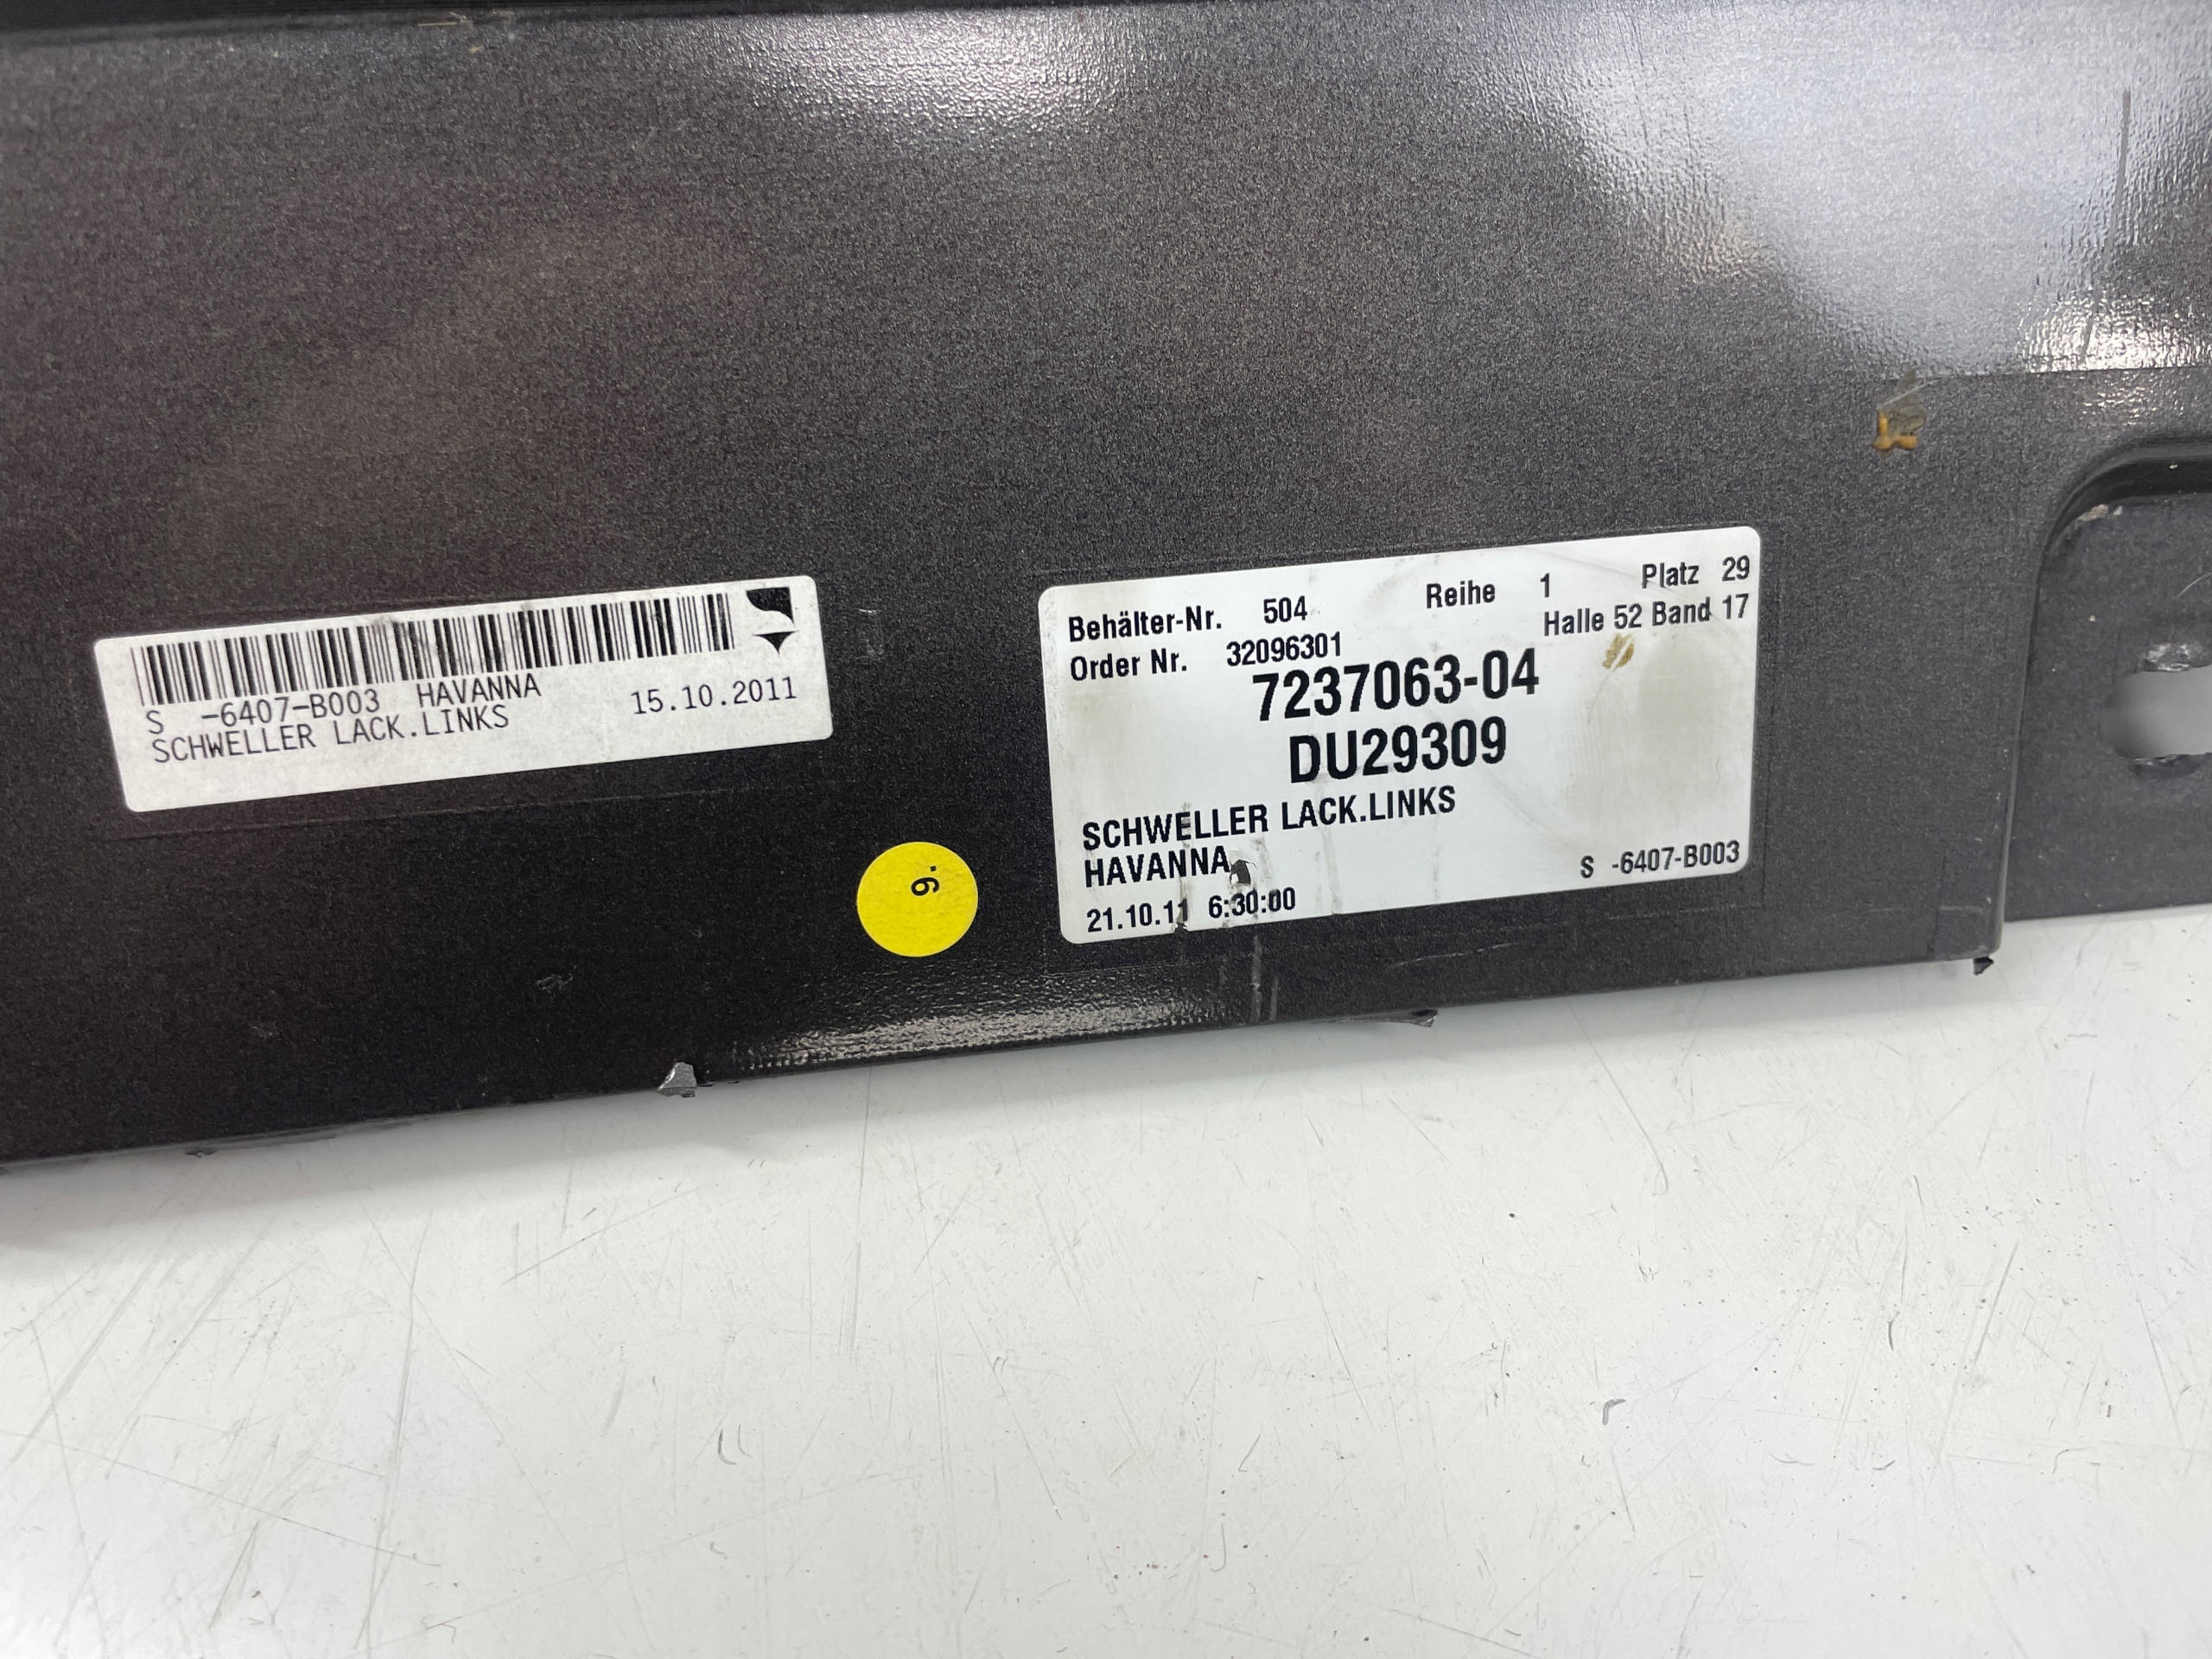 S -6407-B003 HAVANNA 15.10.2011
SCHWELLER LACK.LINKS
9.
Behälter-Nr. 504 Reihe 1 Platz 29
Order Nr. 32096301 Halle 52 Band 17
7237063-04
DU29309
SCHWELLER LACK.LINKS
HAVANNA S -6407-B003
21.10.11 6:30:00